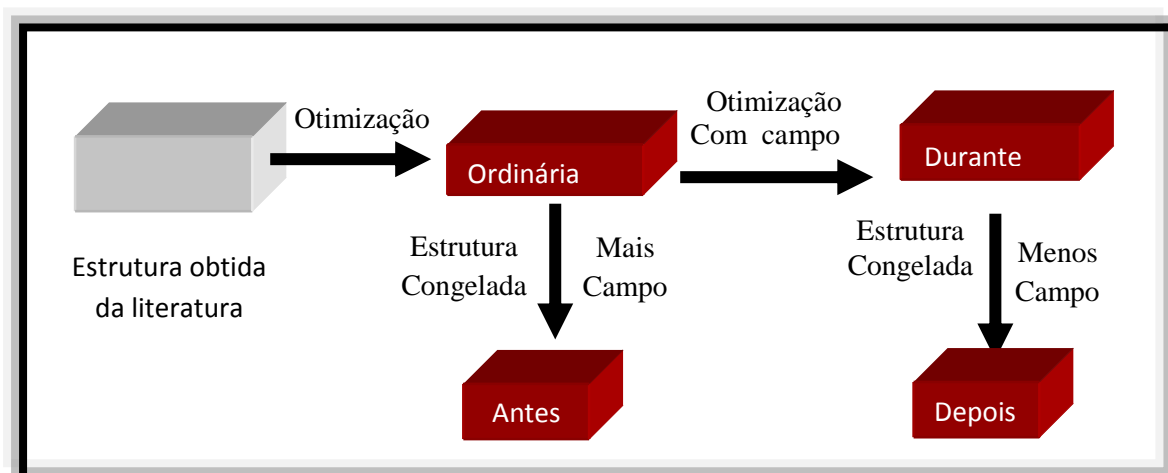 Otimização
Ordinária
Otimização
Com campo
Durante
Estrutura obtida
da literatura
Estrutura
Congelada
Mais
Campo
Estrutura
Congelada
Menos
Campo
Antes
Depois